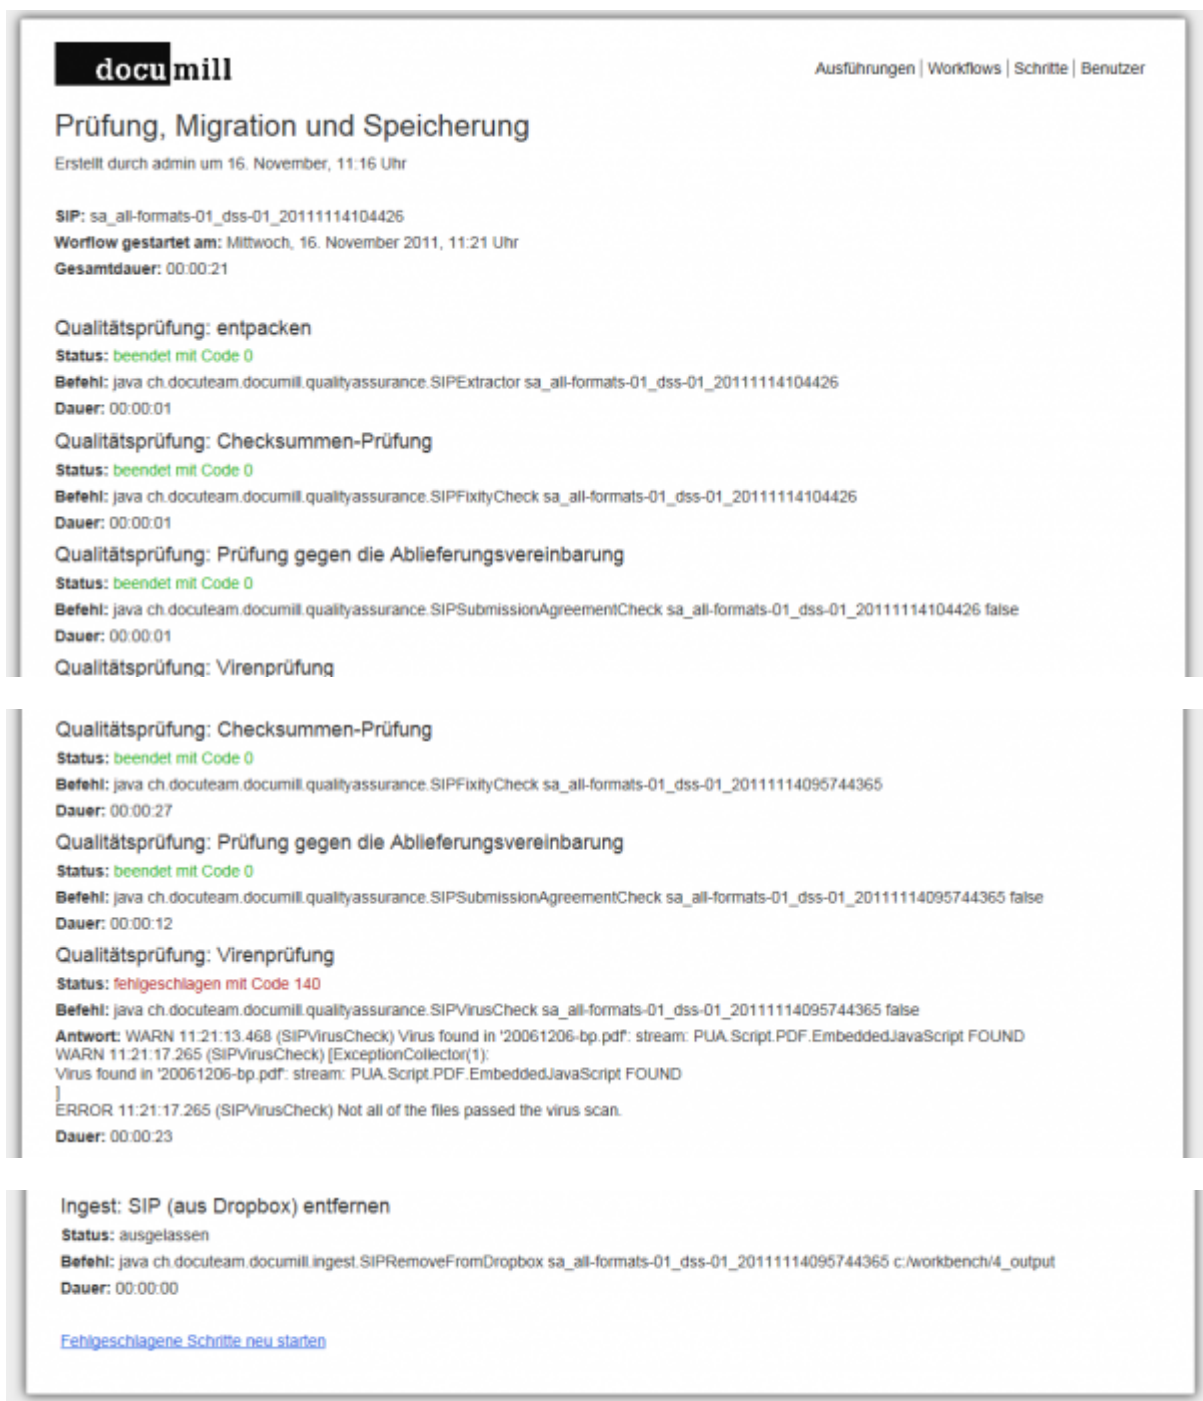 documill
Ausführungen | Workflows | Schritte | Benutzer
Prüfung, Migration und Speicherung
Erstellt durch admin um 16. November, 11:16 Uhr
SIP: sa_all-formats-01_dss-01_20111114104426
Worflow gestartet am: Mittwoch, 16. November 2011, 11:21 Uhr
Gesamtdauer: 00:00:21
Qualitätsprüfung: entpacken
Status: beendet mit Code 0
Befehl: java ch.docuteam.documill.qualityassurance.SIPExtractor sa_all-formats-01_dss-01_20111114104426
Dauer: 00:00:01
Qualitätsprüfung: Checksummen-Prüfung
Status: beendet mit Code 0
Befehl: java ch.docuteam.documill.qualityassurance.SIPFixityCheck sa_all-formats-01_dss-01_20111114104426
Dauer: 00:00:01
Qualitätsprüfung: Prüfung gegen die Ablieferungsvereinbarung
Status: beendet mit Code 0
Befehl: java ch.docuteam.documill.qualityassurance.SIPSubmissionAgreementCheck sa_all-formats-01_dss-01_20111114104426 false
Dauer: 00:00:01
Qualitätsprüfung: Virenprüfung
Qualitätsprüfung: Checksummen-Prüfung
Status: beendet mit Code 0
Befehl: java ch.docuteam.documill.qualityassurance.SIPFixityCheck sa_all-formats-01_dss-01_20111114095744365
Dauer: 00:00:27
Qualitätsprüfung: Prüfung gegen die Ablieferungsvereinbarung
Status: beendet mit Code 0
Befehl: java ch.docuteam.documill.qualityassurance.SIPSubmissionAgreementCheck sa_all-formats-01_dss-01_20111114095744365 false
Dauer: 00:00:12
Qualitätsprüfung: Virenprüfung
Status: fehlgeschlagen mit Code 140
Befehl: java ch.docuteam.documill.qualityassurance.SIPVirusCheck sa_all-formats-01_dss-01_20111114095744365 false
Antwort: WARN 11:21:13.468 (SIPVirusCheck) Virus found in '20061206-bp.pdf': stream: PUA.Script.PDF.EmbeddedJavaScript FOUND
WARN 11:21:17.265 (SIPVirusCheck) [ExceptionCollector(1):
Virus found in '20061206-bp.pdf': stream: PUA.Script.PDF.EmbeddedJavaScript FOUND
]
ERROR 11:21:17.265 (SIPVirusCheck) Not all of the files passed the virus scan.
Dauer: 00:00:23
Ingest: SIP (aus Dropbox) entfernen
Status: ausgelassen
Befehl: java ch.docuteam.documill.ingest.SIPRemoveFromDropbox sa_all-formats-01_dss-01_20111114095744365 c:/workbench/4_output
Dauer: 00:00:00
Fehlgeschlagene Schritte neu starten